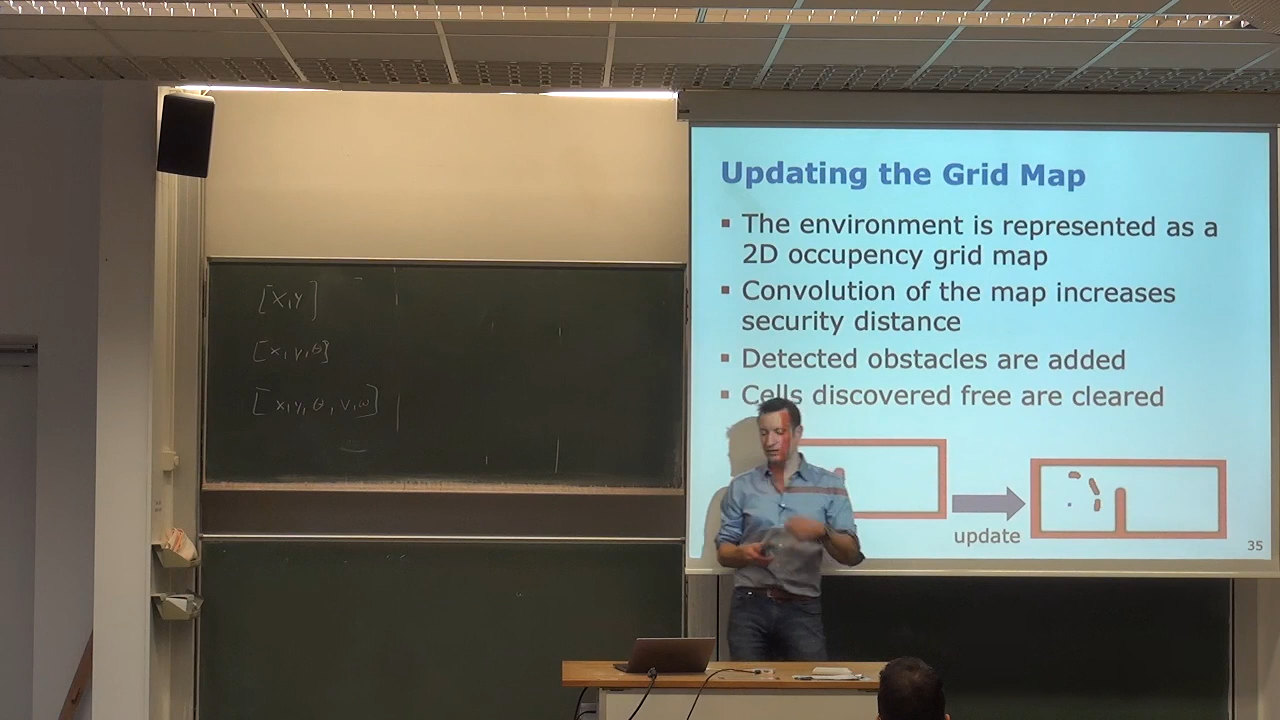 [x,y]
[x,y,θ]
[x,y,θ,v,ω]
Updating the Grid Map
▪ The environment is represented as a
2D occupency grid map
▪ Convolution of the map increases
security distance
▪ Detected obstacles are added
▪ Cells discovered free are cleared
update
35